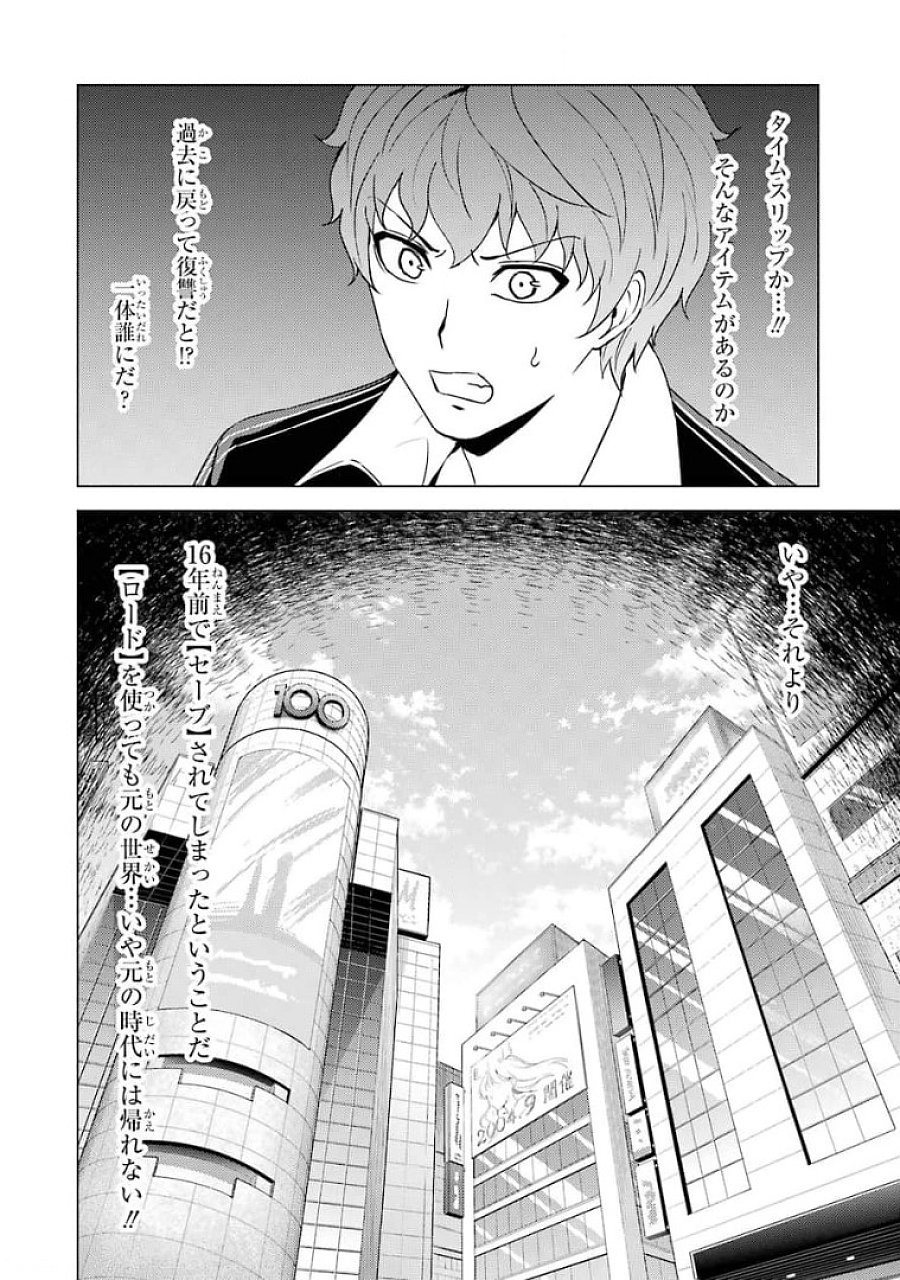 タイムスリップか…!!
そんなアイテムがあるのか
過去に戻って復讐だと!?
一体誰にだ?
いや…それより
16年前で【セーブ】されてしまったということだ
【ロード】を使っても元の世界…いや元の時代には帰れない!!
100
2004.9 開催